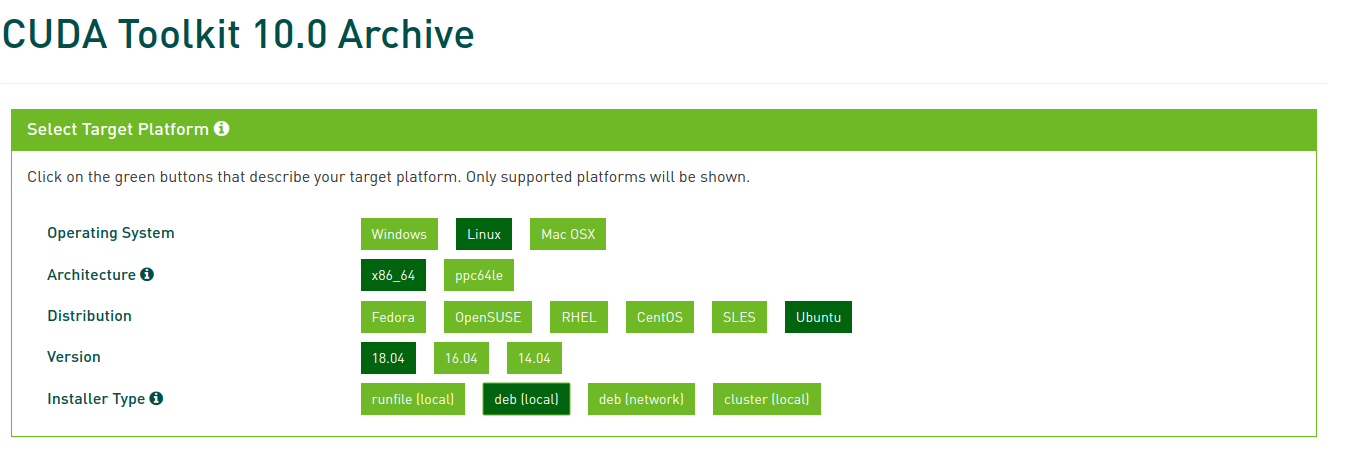 CUDA Toolkit 10.0 Archive
Select Target Platform
Click on the green buttons that describe your target platform. Only supported platforms will be shown.
Operating System Windows Linux Mac OSX
Architecture x86_64 ppc64le
Distribution Fedora OpenSUSE RHEL CentOS SLES Ubuntu
Version 18.04 16.04 14.04
Installer Type runfile (local) deb (local) deb (network) cluster (local)